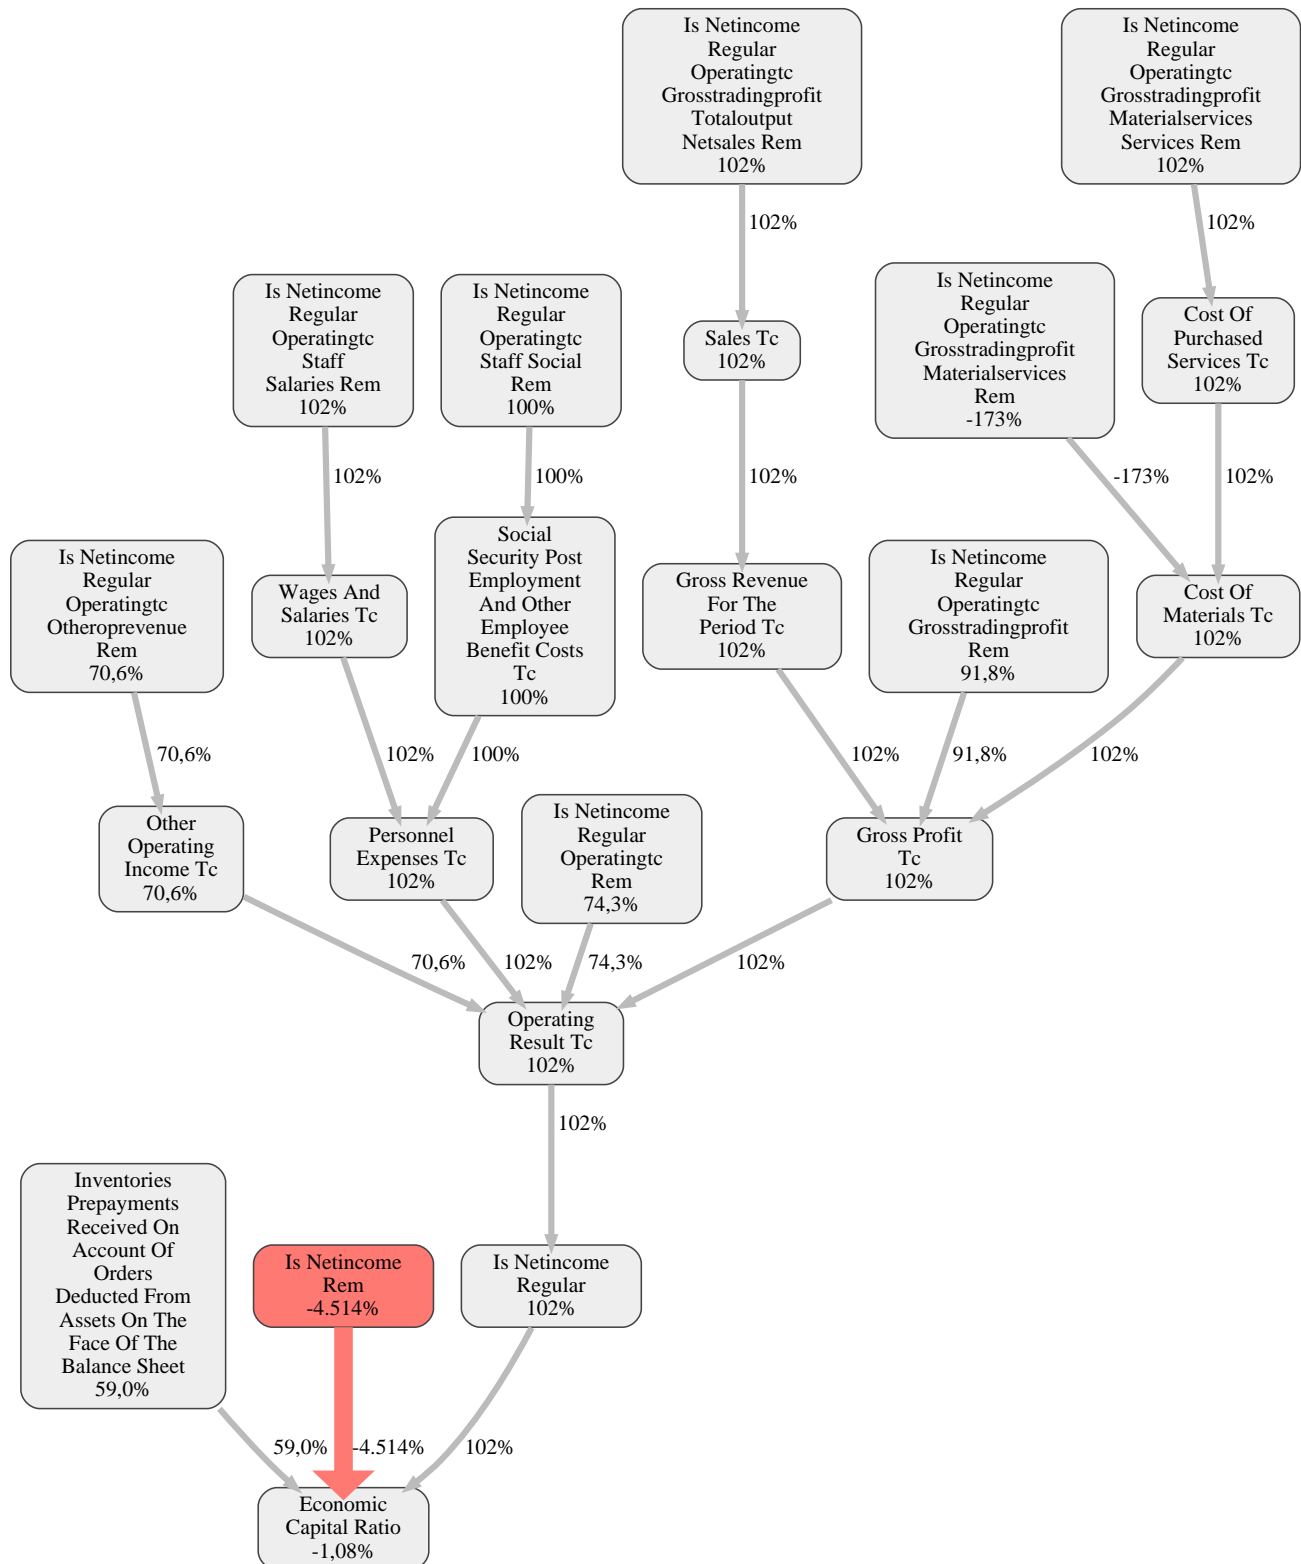 Is Netincome
Regular
Operatingtc
Grosstradingprofit
Totaloutput
Netsales Rem
102%
Is Netincome
Regular
Operatingtc
Grosstradingprofit
Materialservices
Services Rem
102%
102%
102%
Is Netincome
Regular
Operatingtc
Staff
Salaries Rem
102%
Is Netincome
Regular
Operatingtc
Staff Social
Rem
100%
Sales Tc
102%
Is Netincome
Regular
Operatingtc
Grosstradingprofit
Materialservices
Rem
-173%
Cost Of
Purchased
Services Tc
102%
102%
100%
102%
-173%
102%
Is Netincome
Regular
Operatingtc
Otheroprevenue
Rem
70,6%
Wages And
Salaries Tc
102%
Social
Security Post
Employment
And Other
Employee
Benefit Costs
Tc
100%
Gross Revenue
For The
Period Tc
102%
Is Netincome
Regular
Operatingtc
Grosstradingprofit
Rem
91,8%
Cost Of
Materials Tc
102%
70,6%
102%
100%
102%
91,8%
102%
Other
Operating
Income Tc
70,6%
Personnel
Expenses Tc
102%
Is Netincome
Regular
Operatingtc
Rem
74,3%
Gross Profit
Tc
102%
70,6%
102%
74,3%
102%
Operating
Result Tc
102%
102%
Inventories
Prepayments
Received On
Account Of
Orders
Deducted From
Assets On The
Face Of The
Balance Sheet
59,0%
Is Netincome
Rem
-4.514%
Is Netincome
Regular
102%
59,0%
-4.514%
102%
Economic
Capital Ratio
-1,08%